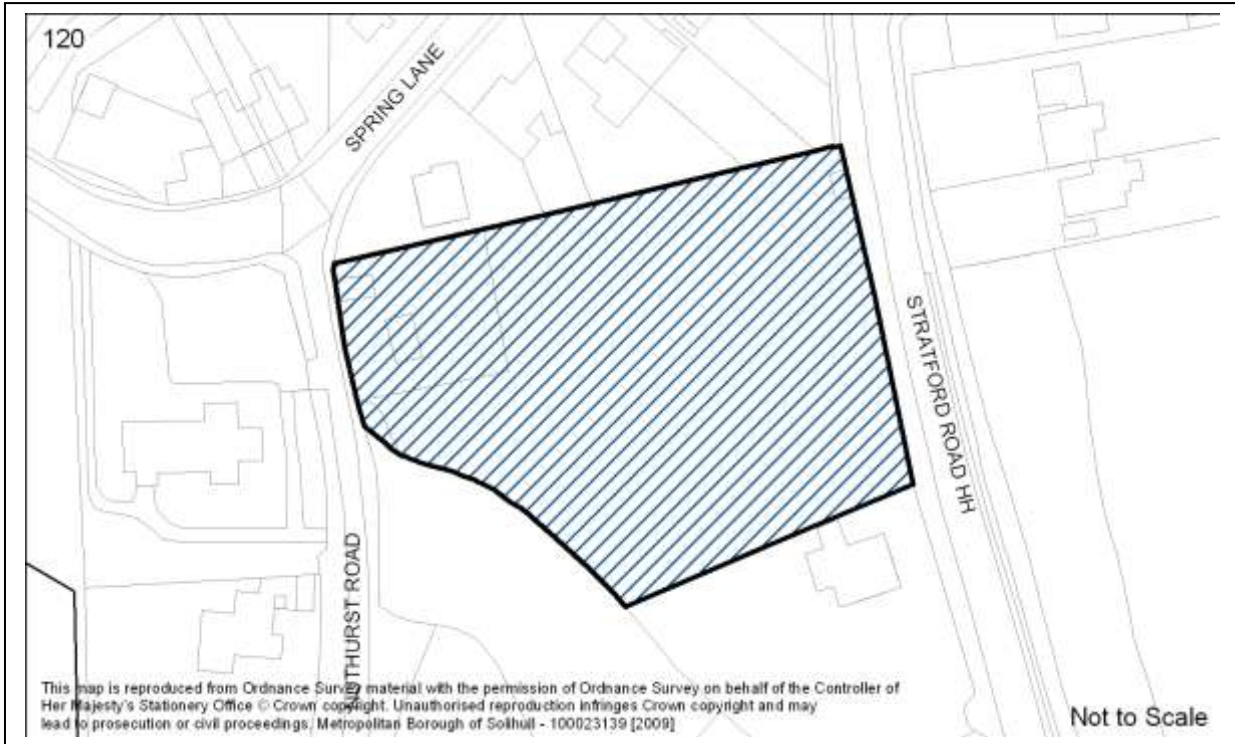 120
SPRING LANE
STRATFORD ROAD HH
NUTHURST ROAD
This map is reproduced from Ordnance Survey material with the permission of Ordnance Survey on behalf of the Controller of
Her Majesty's Stationery Office © Crown copyright. Unauthorised reproduction infringes Crown copyright and may
lead to prosecution or civil proceedings. Metropolitan Borough of Solihull - 100023139 [2009]
Not to Scale